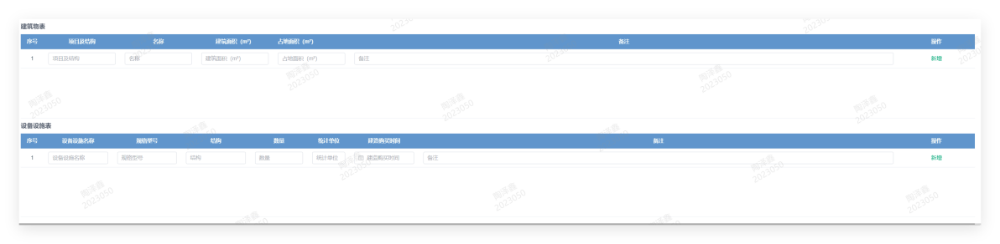 建筑物表
序号 项目及结构 名称 建筑面积（m²） 占地面积（m²） 备注 操作
1 项目及结构 名称 建筑面积（m²） 占地面积（m²） 备注 新增
设备设施表
序号 设备设施名称 规格型号 结构 数量 统计单位 建造购买时间 备注 操作
1 设备设施名称 规格型号 结构 数量 统计单位 建造购买时间 备注 新增
陶泽鑫
2023050